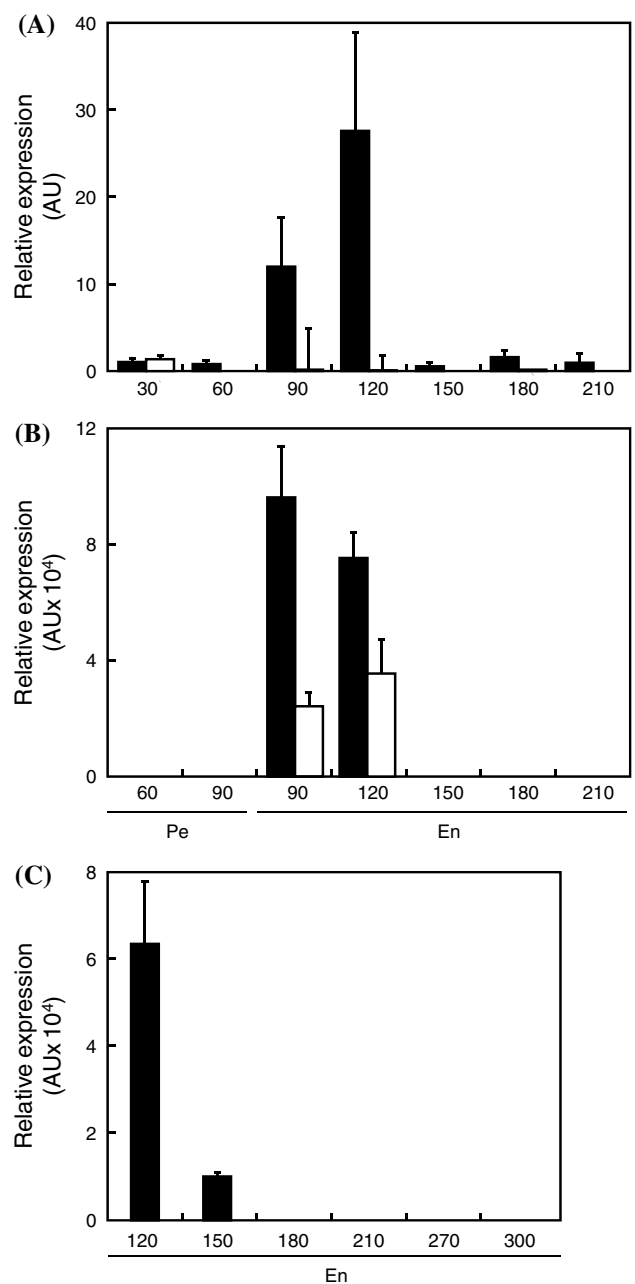 (A)
Relative expression
(AU)
40
30
20
10
0
30 60 90 120 150 180 210
(B)
Relative expression
(AUx 10⁴)
12
8
4
0
60 90 90 120 150 180 210
Pe En
(C)
Relative expression
(AUx 10⁴)
8
6
4
2
0
120 150 180 210 270 300
En